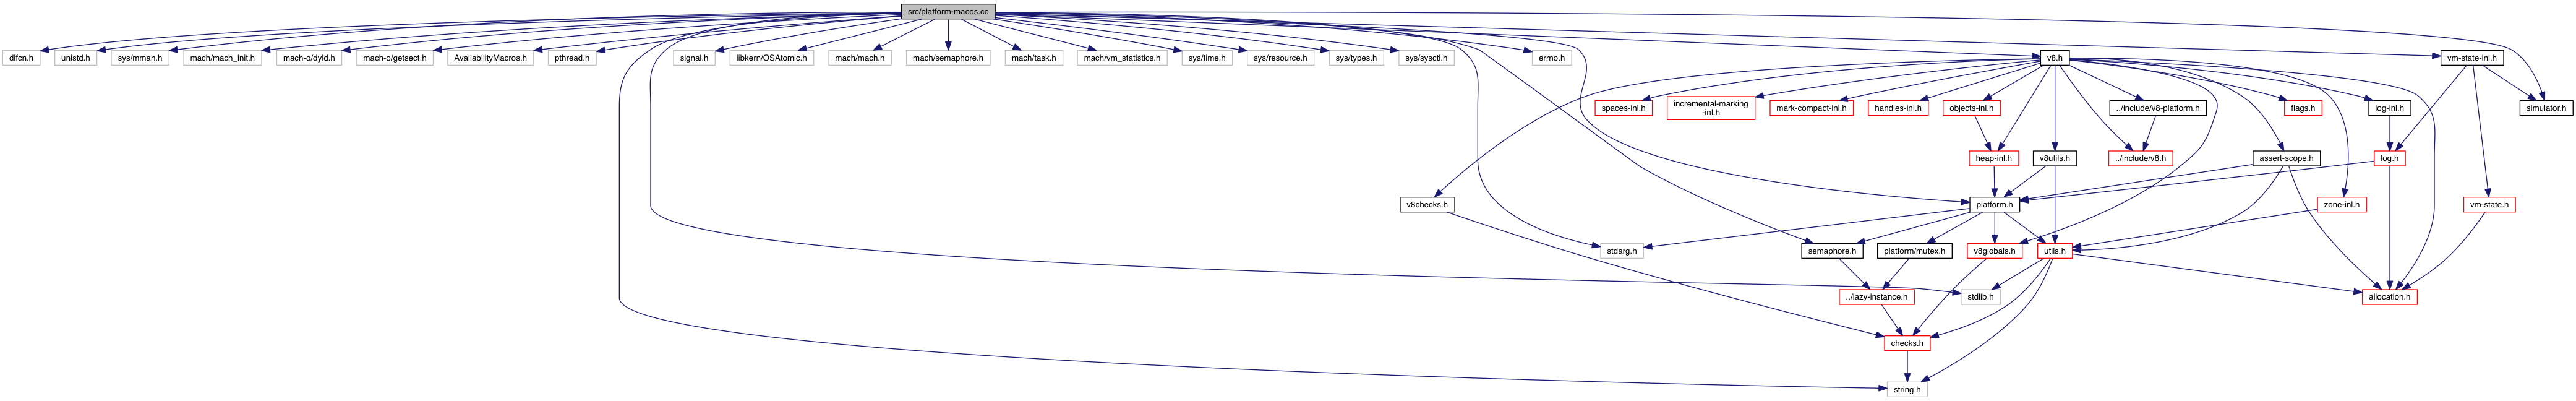 src/platform-macos.cc
dlfcn.h
unistd.h
sys/mman.h
mach/mach_init.h
mach-o/dyld.h
mach-o/getsect.h
AvailabilityMacros.h
pthread.h
signal.h
libkern/OSAtomic.h
mach/mach.h
mach/semaphore.h
mach/task.h
mach/vm_statistics.h
sys/time.h
sys/resource.h
sys/types.h
sys/sysctl.h
errno.h
v8.h
vm-state-inl.h
spaces-inl.h
incremental-marking
-inl.h
mark-compact-inl.h
handles-inl.h
objects-inl.h
../include/v8-platform.h
flags.h
log-inl.h
simulator.h
heap-inl.h
v8utils.h
../include/v8.h
assert-scope.h
log.h
v8checks.h
platform.h
zone-inl.h
vm-state.h
stdarg.h
semaphore.h
platform/mutex.h
v8globals.h
utils.h
../lazy-instance.h
stdlib.h
allocation.h
checks.h
string.h